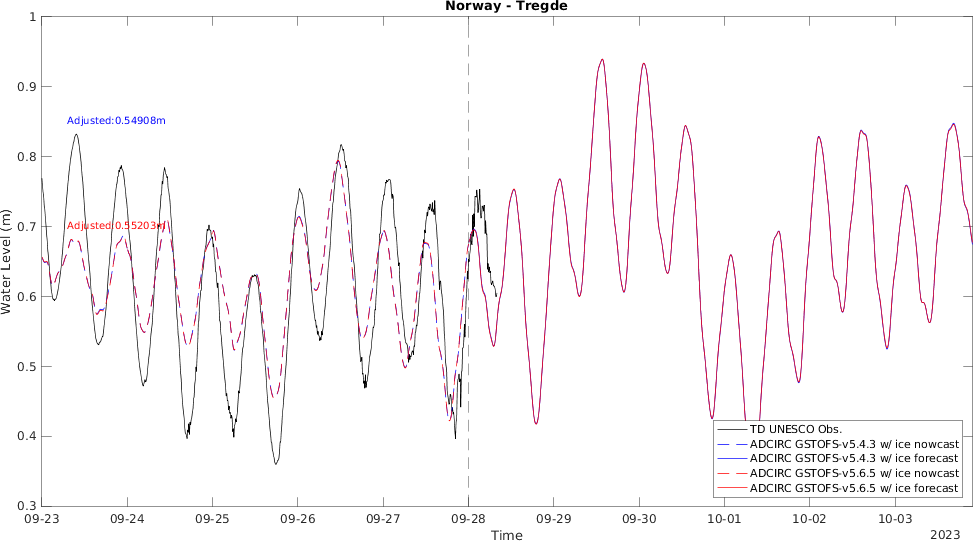 Norway - Tregde
1
0.9
0.8
0.7
0.6
0.5
0.4
0.3
Water Level (m)
Adjusted:0.54908m
Adjusted:0.55203m
TD UNESCO Obs.
ADCIRC GSTOFS-v5.4.3 w/ ice nowcast
ADCIRC GSTOFS-v5.4.3 w/ ice forecast
ADCIRC GSTOFS-v5.6.5 w/ ice nowcast
ADCIRC GSTOFS-v5.6.5 w/ ice forecast
09-23 09-24 09-25 09-26 09-27 09-28 09-29 09-30 10-01 10-02 10-03
Time
2023